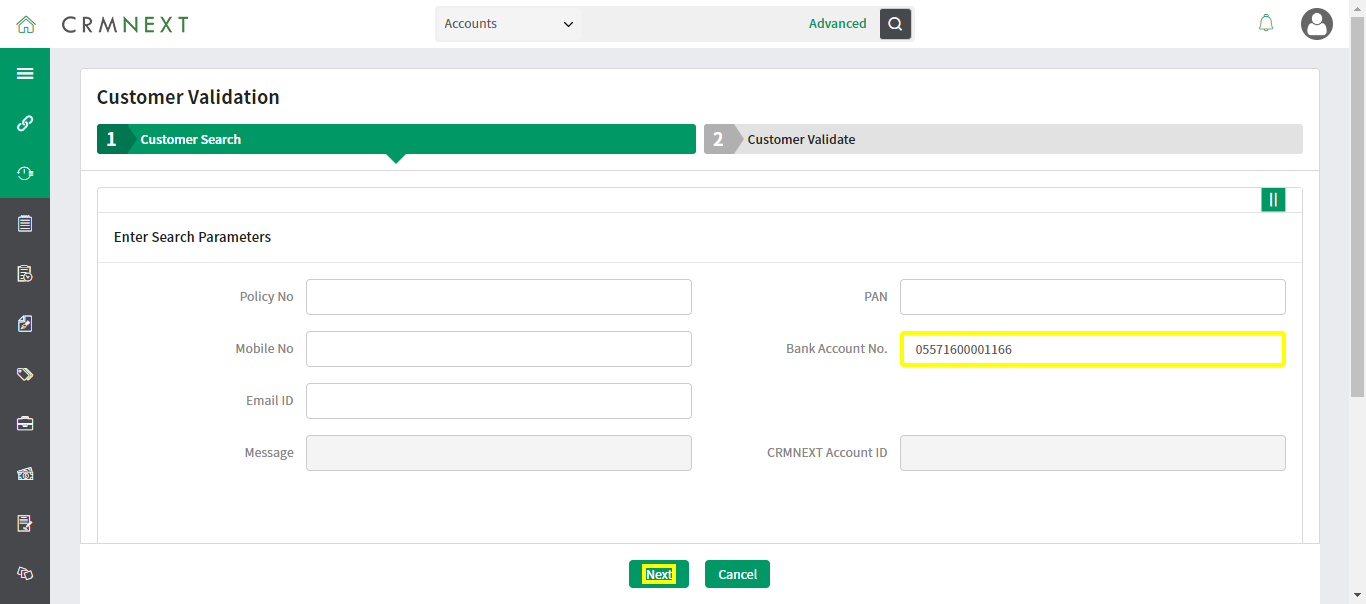 CRMNEXT
Accounts
Advanced
Customer Validation
1 Customer Search
2 Customer Validate
Enter Search Parameters
Policy No
PAN
Mobile No
Bank Account No. 05571600001166
Email ID
Message
CRMNEXT Account ID
Next
Cancel